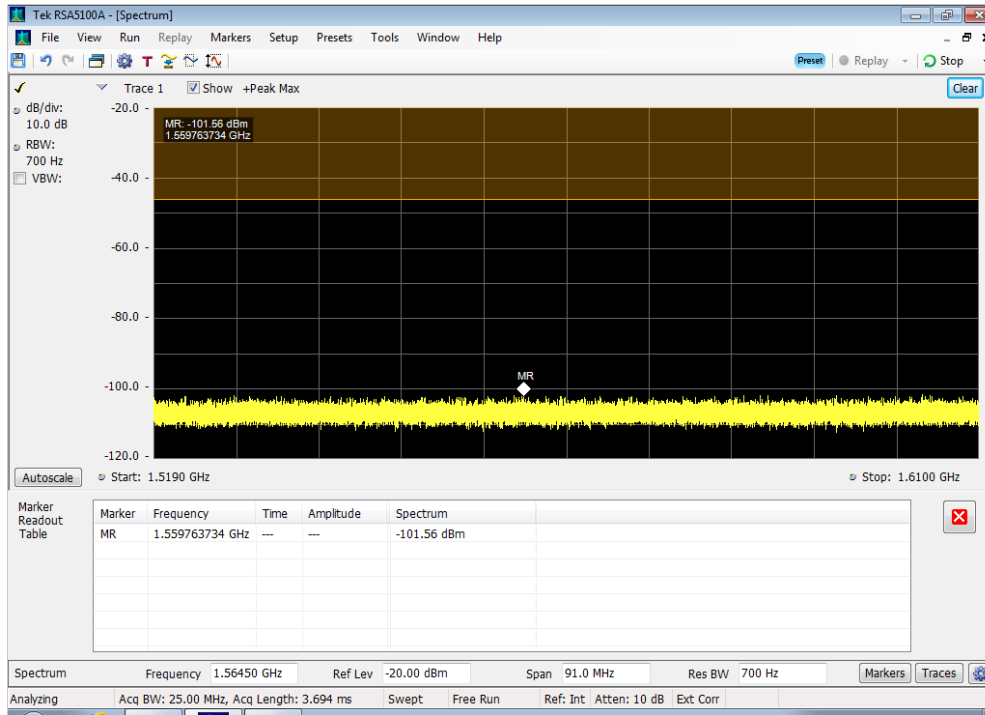 Tek RSA5100A - [Spectrum]
File View Run Replay Markers Setup Presets Tools Window Help
T Preset Replay Stop
Trace 1 Show +Peak Max Clear
dB/div:
10.0 dB
RBW:
700 Hz
VBW:
-20.0
MR: -101.56 dBm
1.559763734 GHz
-40.0
-60.0
-80.0
MR
-100.0
-120.0
Autoscale Start: 1.5190 GHz Stop: 1.6100 GHz
Marker
Readout
Table
Marker Frequency Time Amplitude Spectrum
MR 1.559763734 GHz --- --- -101.56 dBm
Spectrum Frequency 1.56450 GHz Ref Lev -20.00 dBm Span 91.0 MHz Res BW 700 Hz Markers Traces
Analyzing Acq BW: 25.00 MHz, Acq Length: 3.694 ms Swept Free Run Ref: Int Atten: 10 dB Ext Corr